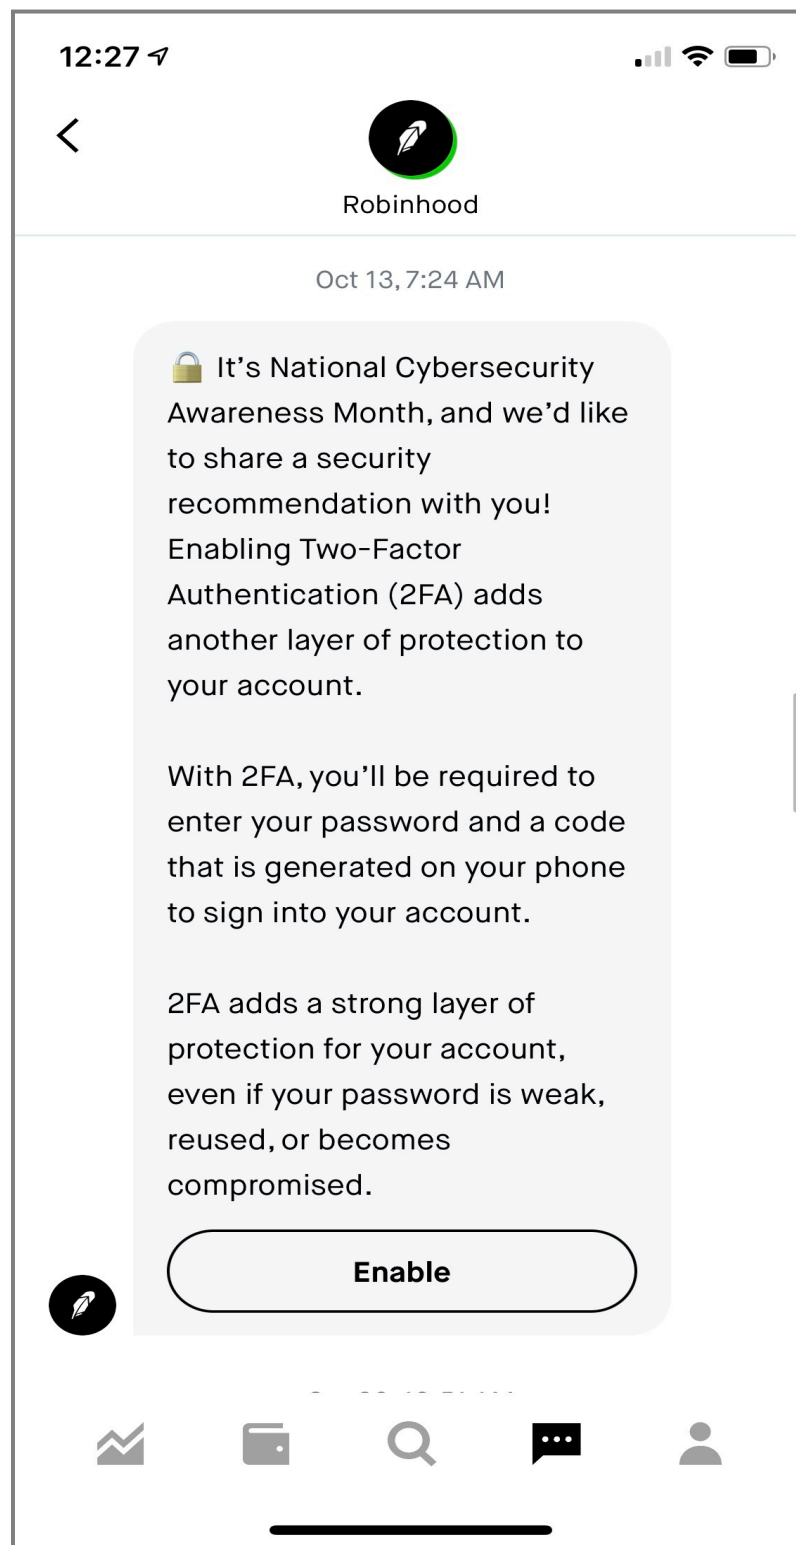 12:27
Robinhood
Oct 13, 7:24 AM
🔒 It’s National Cybersecurity
Awareness Month, and we’d like
to share a security
recommendation with you!
Enabling Two-Factor
Authentication (2FA) adds
another layer of protection to
your account.
With 2FA, you’ll be required to
enter your password and a code
that is generated on your phone
to sign into your account.
2FA adds a strong layer of
protection for your account,
even if your password is weak,
reused, or becomes
compromised.
Enable